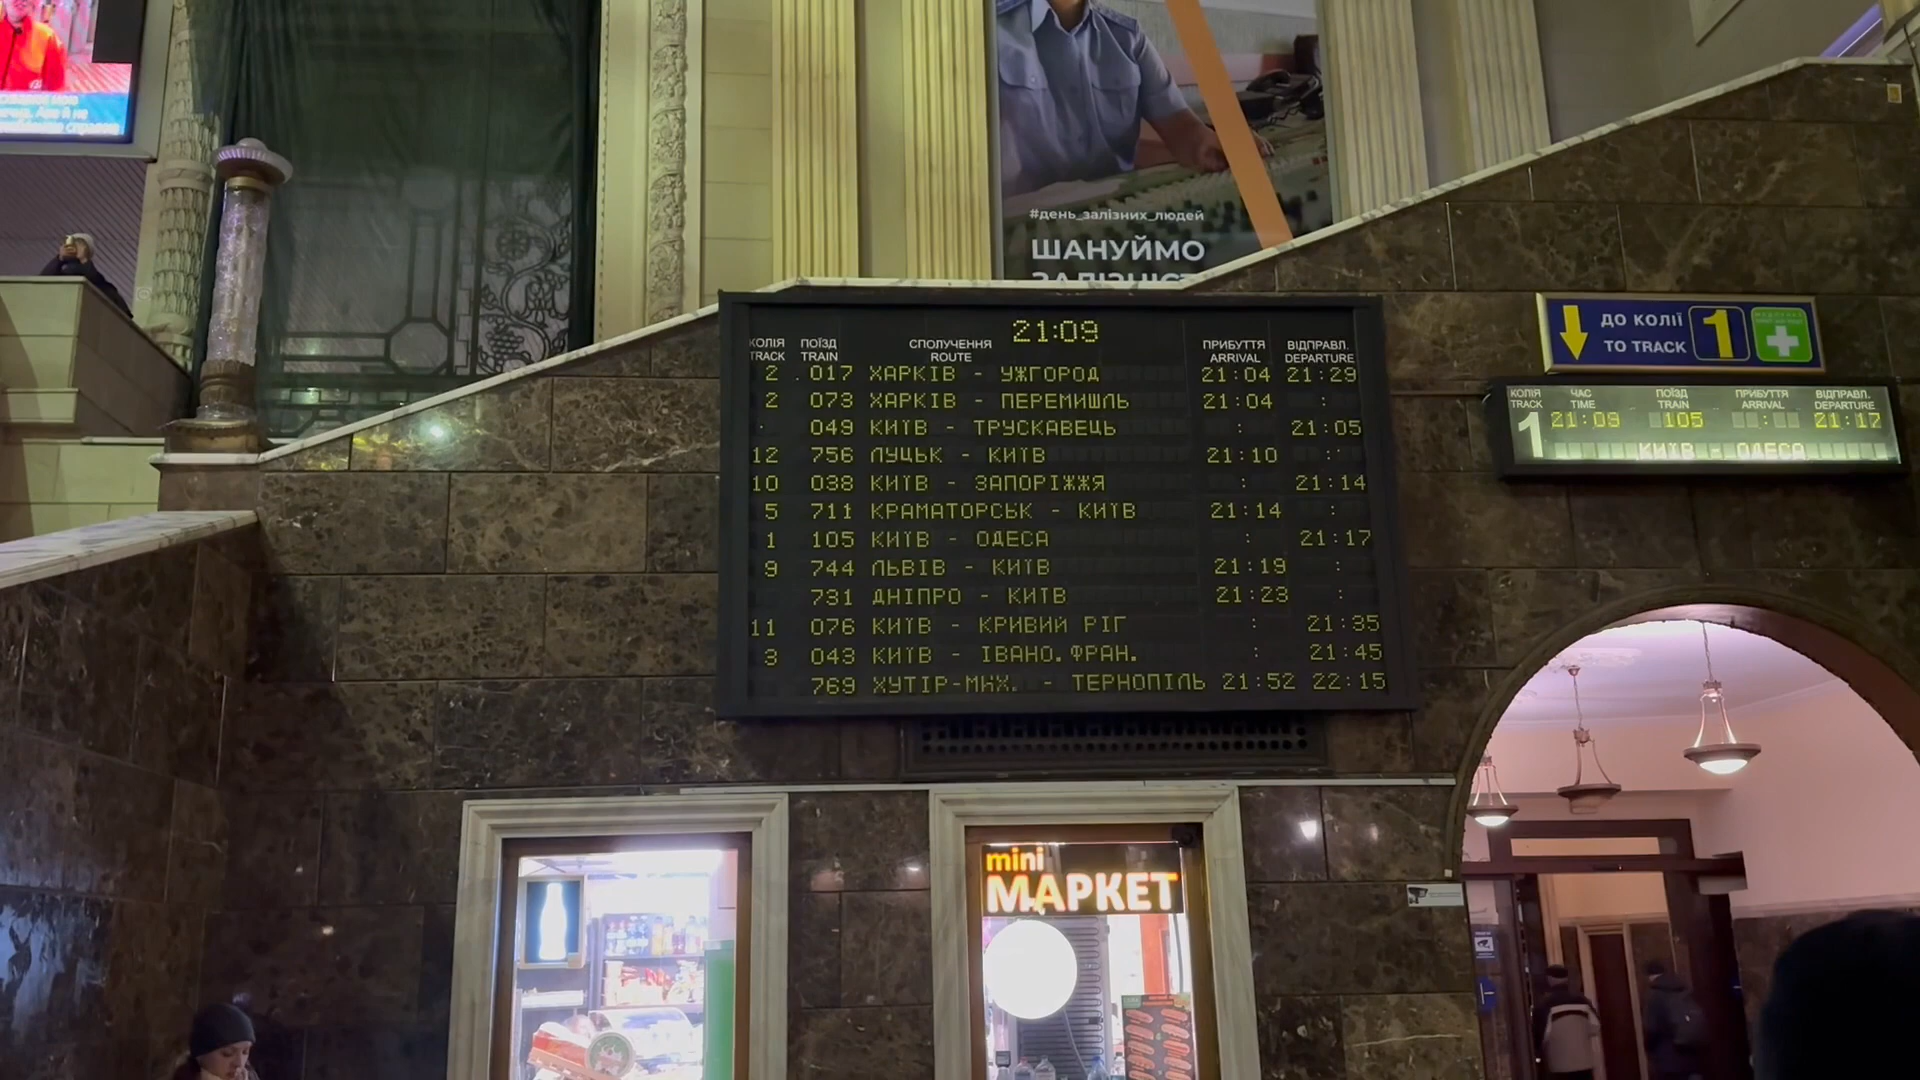 #день_залізних_людей
ШАНУЙМО
21:09
КОЛІЯ ПОЇЗД СПОЛУЧЕННЯ ПРИБУТТЯ ВІДПРАВЛ.
TRACK TRAIN ROUTE ARRIVAL DEPARTURE
2 017 ХАРКІВ - УЖГОРОД 21:04 21:29
2 073 ХАРКІВ - ПЕРЕМИШЛЬ 21:04 :
049 КИЇВ - ТРУСКАВЕЦЬ : 21:05
12 756 ЛУЦЬК - КИЇВ 21:10 :
10 038 КИЇВ - ЗАПОРІЖЖЯ : 21:14
5 711 КРАМАТОРСЬК - КИЇВ 21:14 :
1 105 КИЇВ - ОДЕСА : 21:17
9 744 ЛЬВІВ - КИЇВ 21:19 :
731 ДНІПРО - КИЇВ 21:23 :
11 076 КИЇВ - КРИВИЙ РІГ : 21:35
3 043 КИЇВ - ІВАНО.ФРАН. : 21:45
769 ХУТІР-МИХ. - ТЕРНОПІЛЬ 21:52 22:15
ДО КОЛІЇ 1
TO TRACK
КОЛІЯ ЧАС ПОЇЗД ПРИБУТТЯ ВІДПРАВЛ.
TRACK TIME TRAIN ARRIVAL DEPARTURE
1 21:09 105 : 21:17
КИЇВ - ОДЕСА
mini
МАРКЕТ